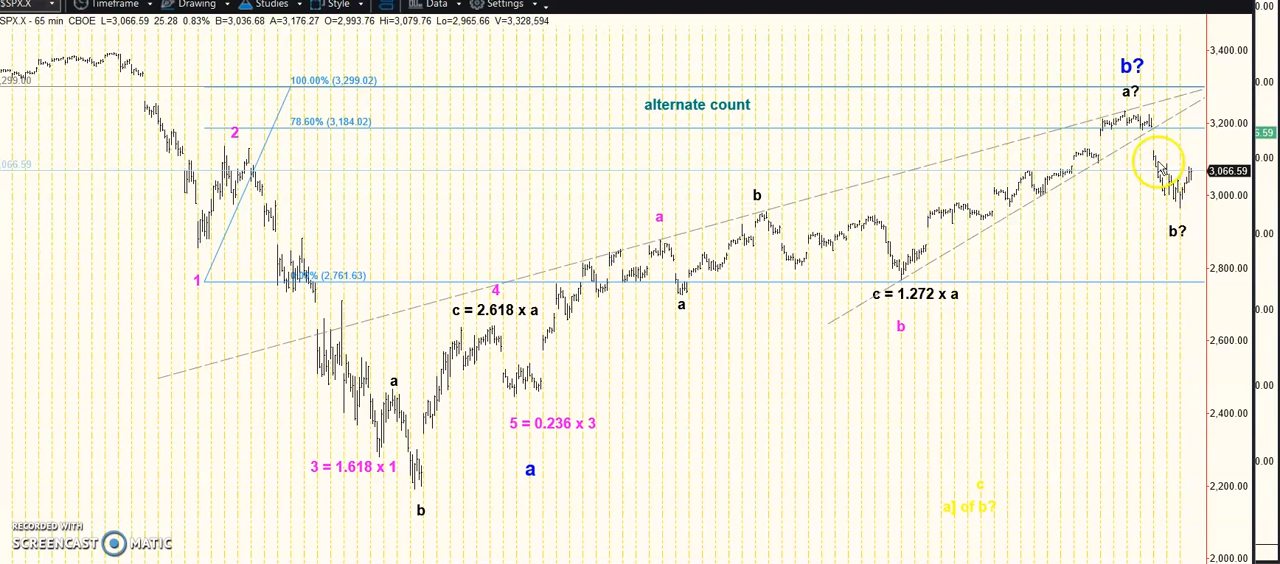 $SPX.X Timeframe Drawing Studies Style Data Settings
SPX.X - 65 min CBOE L=3,066.59 25.28 0.83% B=3,036.68 A=3,176.27 O=2,993.76 Hi=3,079.76 Lo=2,965.66 V=3,328,594
3,400.00
b?
100.00% (3,299.02)
,299.00
a?
alternate count
78.60% (3,184.02)
3,200.00
2
,066.59
3,066.59
3,000.00
b
a
b?
1
(2,761.63)
2,800.00
4
a
c = 1.272 x a
c = 2.618 x a
b
2,600.00
a
2,400.00
5 = 0.236 x 3
3 = 1.618 x 1
a
c
2,200.00
b
a] of b?
RECORDED WITH
SCREENCAST MATIC
2,000.00